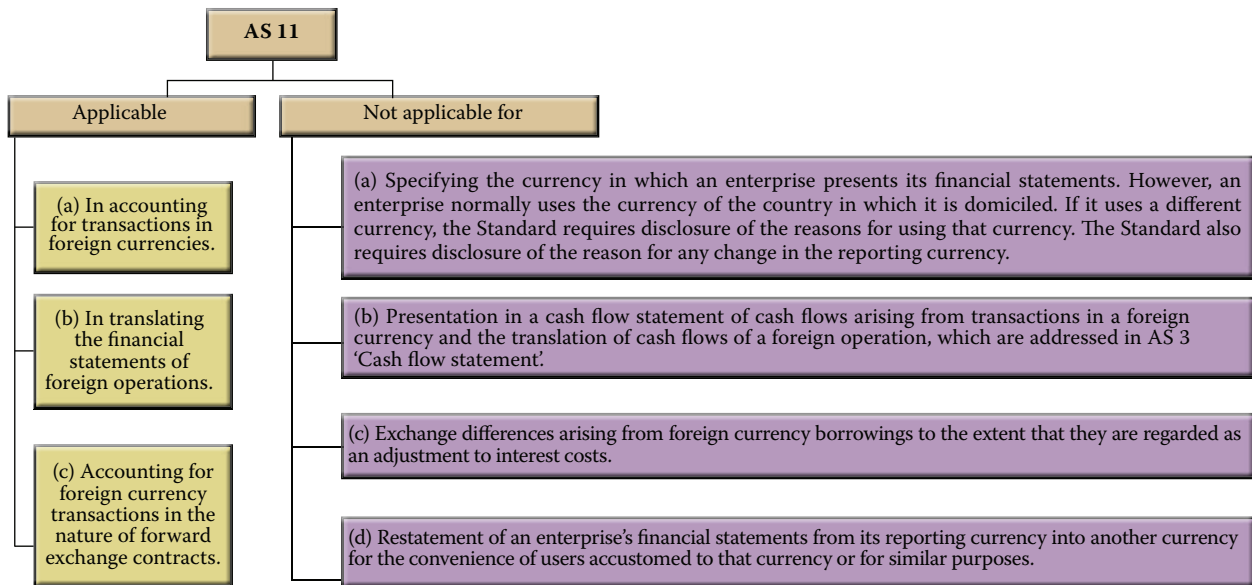 AS 11
Applicable
Not applicable for
(a) In accounting
for transactions in
foreign currencies.
(b) In translating
the financial
statements of
foreign operations.
(c) Accounting for
foreign currency
transactions in the
nature of forward
exchange contracts.
(a) Specifying the currency in which an enterprise presents its financial statements. However, an
enterprise normally uses the currency of the country in which it is domiciled. If it uses a different
currency, the Standard requires disclosure of the reasons for using that currency. The Standard also
requires disclosure of the reason for any change in the reporting currency.
(b) Presentation in a cash flow statement of cash flows arising from transactions in a foreign
currency and the translation of cash flows of a foreign operation, which are addressed in AS 3
‘Cash flow statement’.
(c) Exchange differences arising from foreign currency borrowings to the extent that they are regarded as
an adjustment to interest costs.
(d) Restatement of an enterprise’s financial statements from its reporting currency into another currency
for the convenience of users accustomed to that currency or for similar purposes.